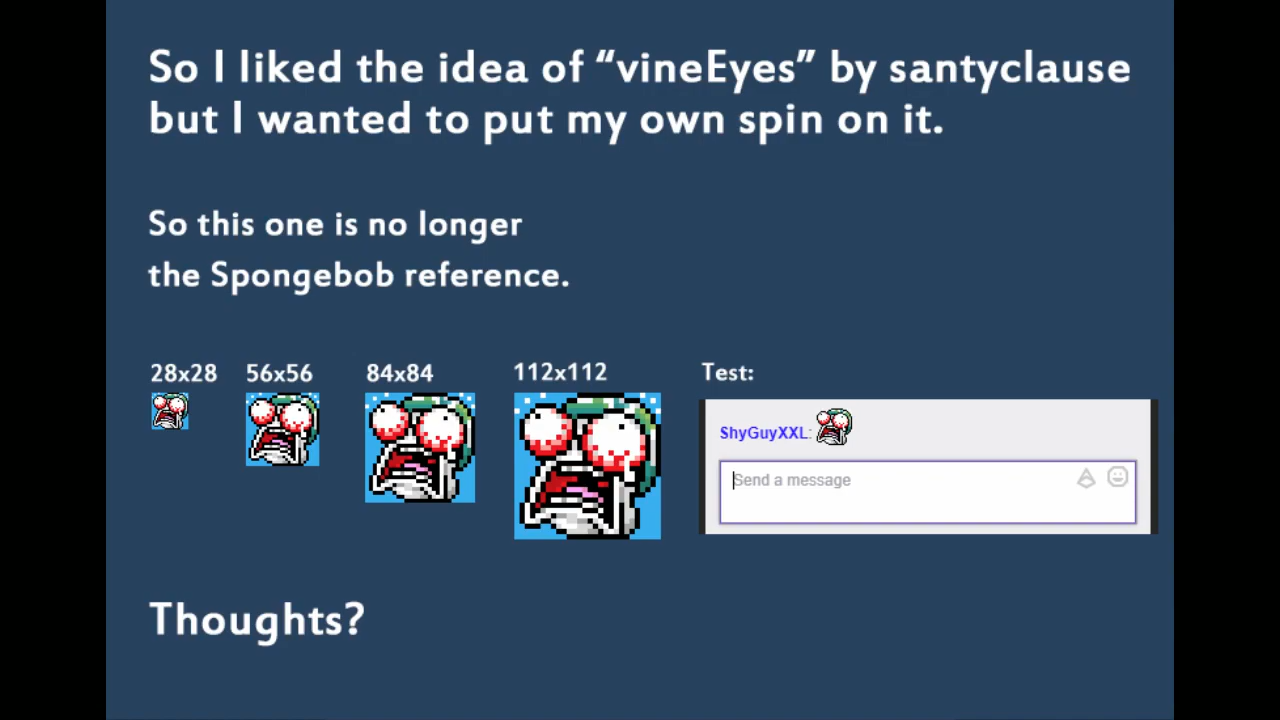 So I liked the idea of “vineEyes” by santyclause
but I wanted to put my own spin on it.
So this one is no longer
the Spongebob reference.
28x28 56x56 84x84 112x112 Test:
ShyGuyXXL:
Send a message
Thoughts?